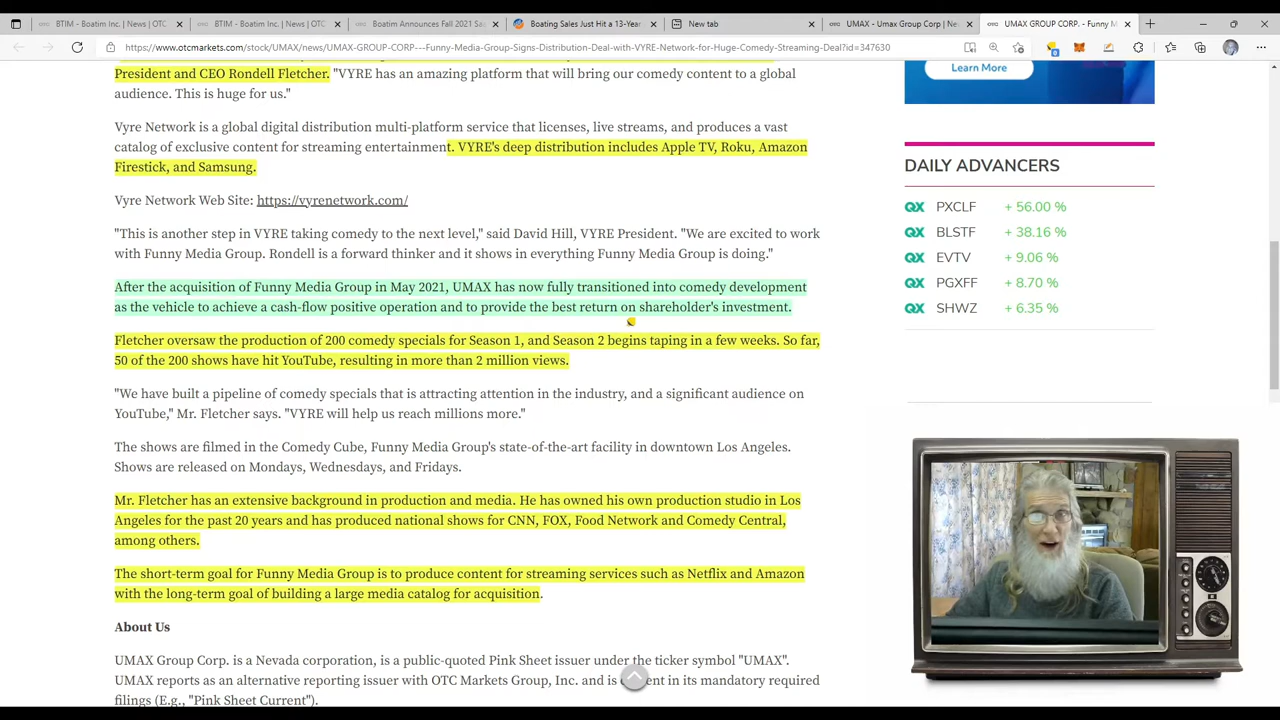 BTIM - Boatim Inc. | News | OTC
BTIM - Boatim Inc. | News | OTC
Boatim Announces Fall 2021 Sa
Boating Sales Just Hit a 13-Year
New tab
UMAX - Umax Group Corp | Ne
UMAX GROUP CORP. - Funny M
https://www.otcmarkets.com/stock/UMAX/news/UMAX-GROUP-CORP---Funny-Media-Group-Signs-Distribution-Deal-with-VYRE-Network-for-Huge-Comedy-Streaming-Deal?id=347630
President and CEO Rondell Fletcher. "VYRE has an amazing platform that will bring our comedy content to a global
audience. This is huge for us."
Vyre Network is a global digital distribution multi-platform service that licenses, live streams, and produces a vast
catalog of exclusive content for streaming entertainment. VYRE's deep distribution includes Apple TV, Roku, Amazon
Firestick, and Samsung.
Vyre Network Web Site: https://vyrenetwork.com/
"This is another step in VYRE taking comedy to the next level," said David Hill, VYRE President. "We are excited to work
with Funny Media Group. Rondell is a forward thinker and it shows in everything Funny Media Group is doing."
After the acquisition of Funny Media Group in May 2021, UMAX has now fully transitioned into comedy development
as the vehicle to achieve a cash-flow positive operation and to provide the best return on shareholder's investment.
Fletcher oversaw the production of 200 comedy specials for Season 1, and Season 2 begins taping in a few weeks. So far,
50 of the 200 shows have hit YouTube, resulting in more than 2 million views.
"We have built a pipeline of comedy specials that is attracting attention in the industry, and a significant audience on
YouTube," Mr. Fletcher says. "VYRE will help us reach millions more."
The shows are filmed in the Comedy Cube, Funny Media Group's state-of-the-art facility in downtown Los Angeles.
Shows are released on Mondays, Wednesdays, and Fridays.
Mr. Fletcher has an extensive background in production and media. He has owned his own production studio in Los
Angeles for the past 20 years and has produced national shows for CNN, FOX, Food Network and Comedy Central,
among others.
The short-term goal for Funny Media Group is to produce content for streaming services such as Netflix and Amazon
with the long-term goal of building a large media catalog for acquisition.
About Us
UMAX Group Corp. is a Nevada corporation, is a public-quoted Pink Sheet issuer under the ticker symbol "UMAX".
UMAX reports as an alternative reporting issuer with OTC Markets Group, Inc. and is in its mandatory required
filings (E.g., "Pink Sheet Current").
Learn More
DAILY ADVANCERS
QX PXCLF + 56.00 %
QX BLSTF + 38.16 %
QX EVTV + 9.06 %
QX PGXFF + 8.70 %
QX SHWZ + 6.35 %